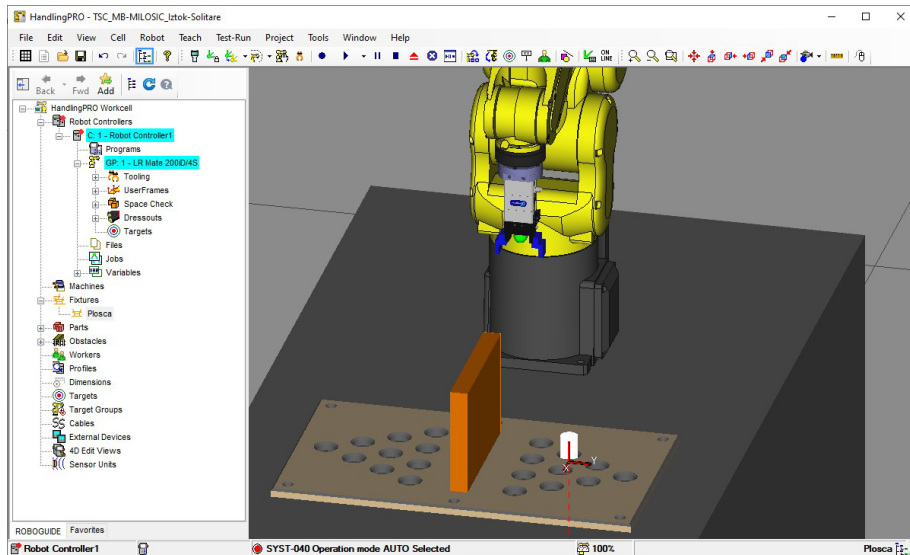 HandlingPRO - TSC_MB-MILOSIC_Iztok-Solitare
File Edit View Cell Robot Teach Test-Run Project Tools Window Help
ON LINE
Back Fwd Add
HandlingPRO Workcell
Robot Controllers
C: 1 - Robot Controller1
Programs
GP: 1 - LR Mate 200iD/4S
Tooling
UserFrames
Space Check
Dressouts
Targets
Files
Jobs
Variables
Machines
Fixtures
Plosca
Parts
Obstacles
Workers
Profiles
Dimensions
Targets
Target Groups
Cables
External Devices
4D Edit Views
Sensor Units
X Y
ROBOGUIDE Favorites
Robot Controller1 SYST-040 Operation mode AUTO Selected 100% Plosca